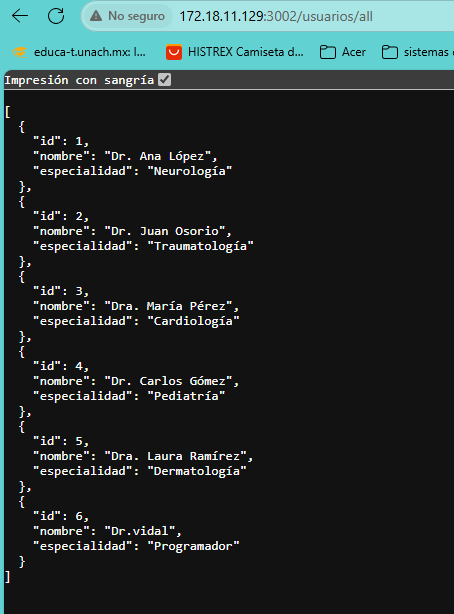 No seguro 172.18.11.129:3002/usuarios/all
educa-t.unach.mx: I... HISTREX Camiseta d... Acer sistemas
Impresión con sangría
[
{
"id": 1,
"nombre": "Dr. Ana López",
"especialidad": "Neurología"
},
{
"id": 2,
"nombre": "Dr. Juan Osorio",
"especialidad": "Traumatología"
},
{
"id": 3,
"nombre": "Dra. María Pérez",
"especialidad": "Cardiología"
},
{
"id": 4,
"nombre": "Dr. Carlos Gómez",
"especialidad": "Pediatría"
},
{
"id": 5,
"nombre": "Dra. Laura Ramírez",
"especialidad": "Dermatología"
},
{
"id": 6,
"nombre": "Dr.vidal",
"especialidad": "Programador"
}
]